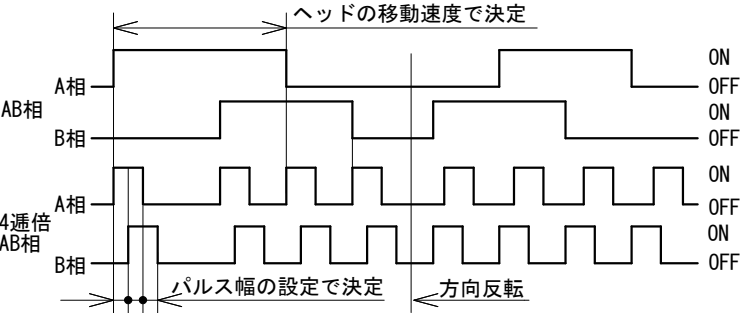 ヘッドの移動速度で決定
A相
ON
OFF
AB相
B相
ON
OFF
A相
ON
OFF
4逓倍
AB相
B相
ON
OFF
パルス幅の設定で決定
方向反転